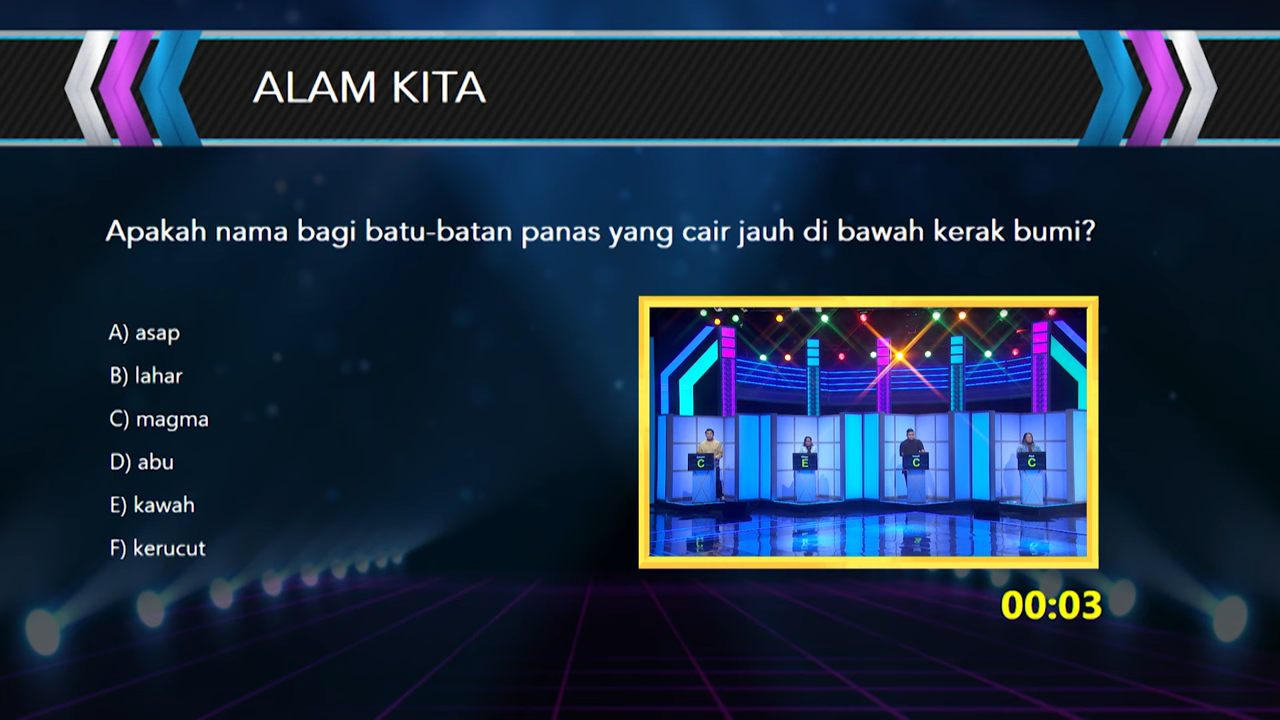 ALAM KITA
Apakah nama bagi batu-batan panas yang cair jauh di bawah kerak bumi?
A) asap
B) lahar
C) magma
D) abu
E) kawah
F) kerucut
C
E
C
C
00:03